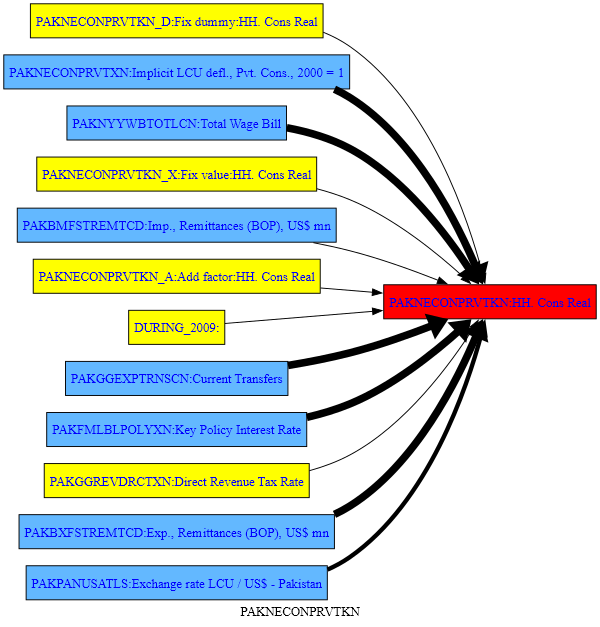 PAKNECONPRVTKN_D:Fix dummy:HH. Cons Real
PAKNECONPRVTXN:Implicit LCU defl., Pvt. Cons., 2000 = 1
PAKNYYWBTOTLCN:Total Wage Bill
PAKNECONPRVTKN_X:Fix value:HH. Cons Real
PAKBMFSTREMTCD:Imp., Remittances (BOP), US$ mn
PAKNECONPRVTKN_A:Add factor:HH. Cons Real
PAKNECONPRVTKN:HH. Cons Real
DURING_2009:
PAKGGEXPTRNSCN:Current Transfers
PAKFMLBLPOLYXN:Key Policy Interest Rate
PAKGGREVDRCTXN:Direct Revenue Tax Rate
PAKBXFSTREMTCD:Exp., Remittances (BOP), US$ mn
PAKPANUSATLS:Exchange rate LCU / US$ - Pakistan
PAKNECONPRVTKN